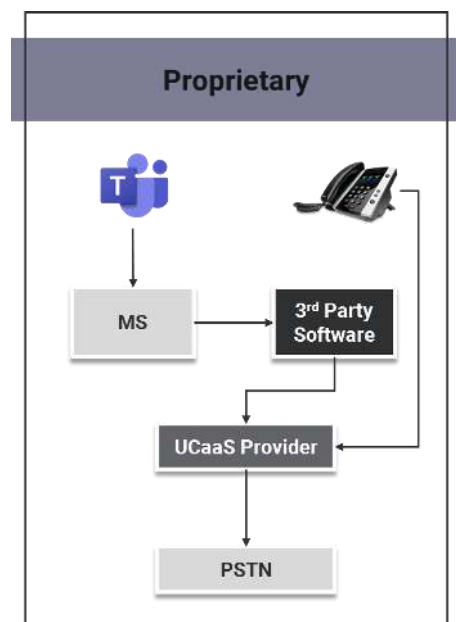 Proprietary
T
MS
3rd Party
Software
UCaaS Provider
PSTN